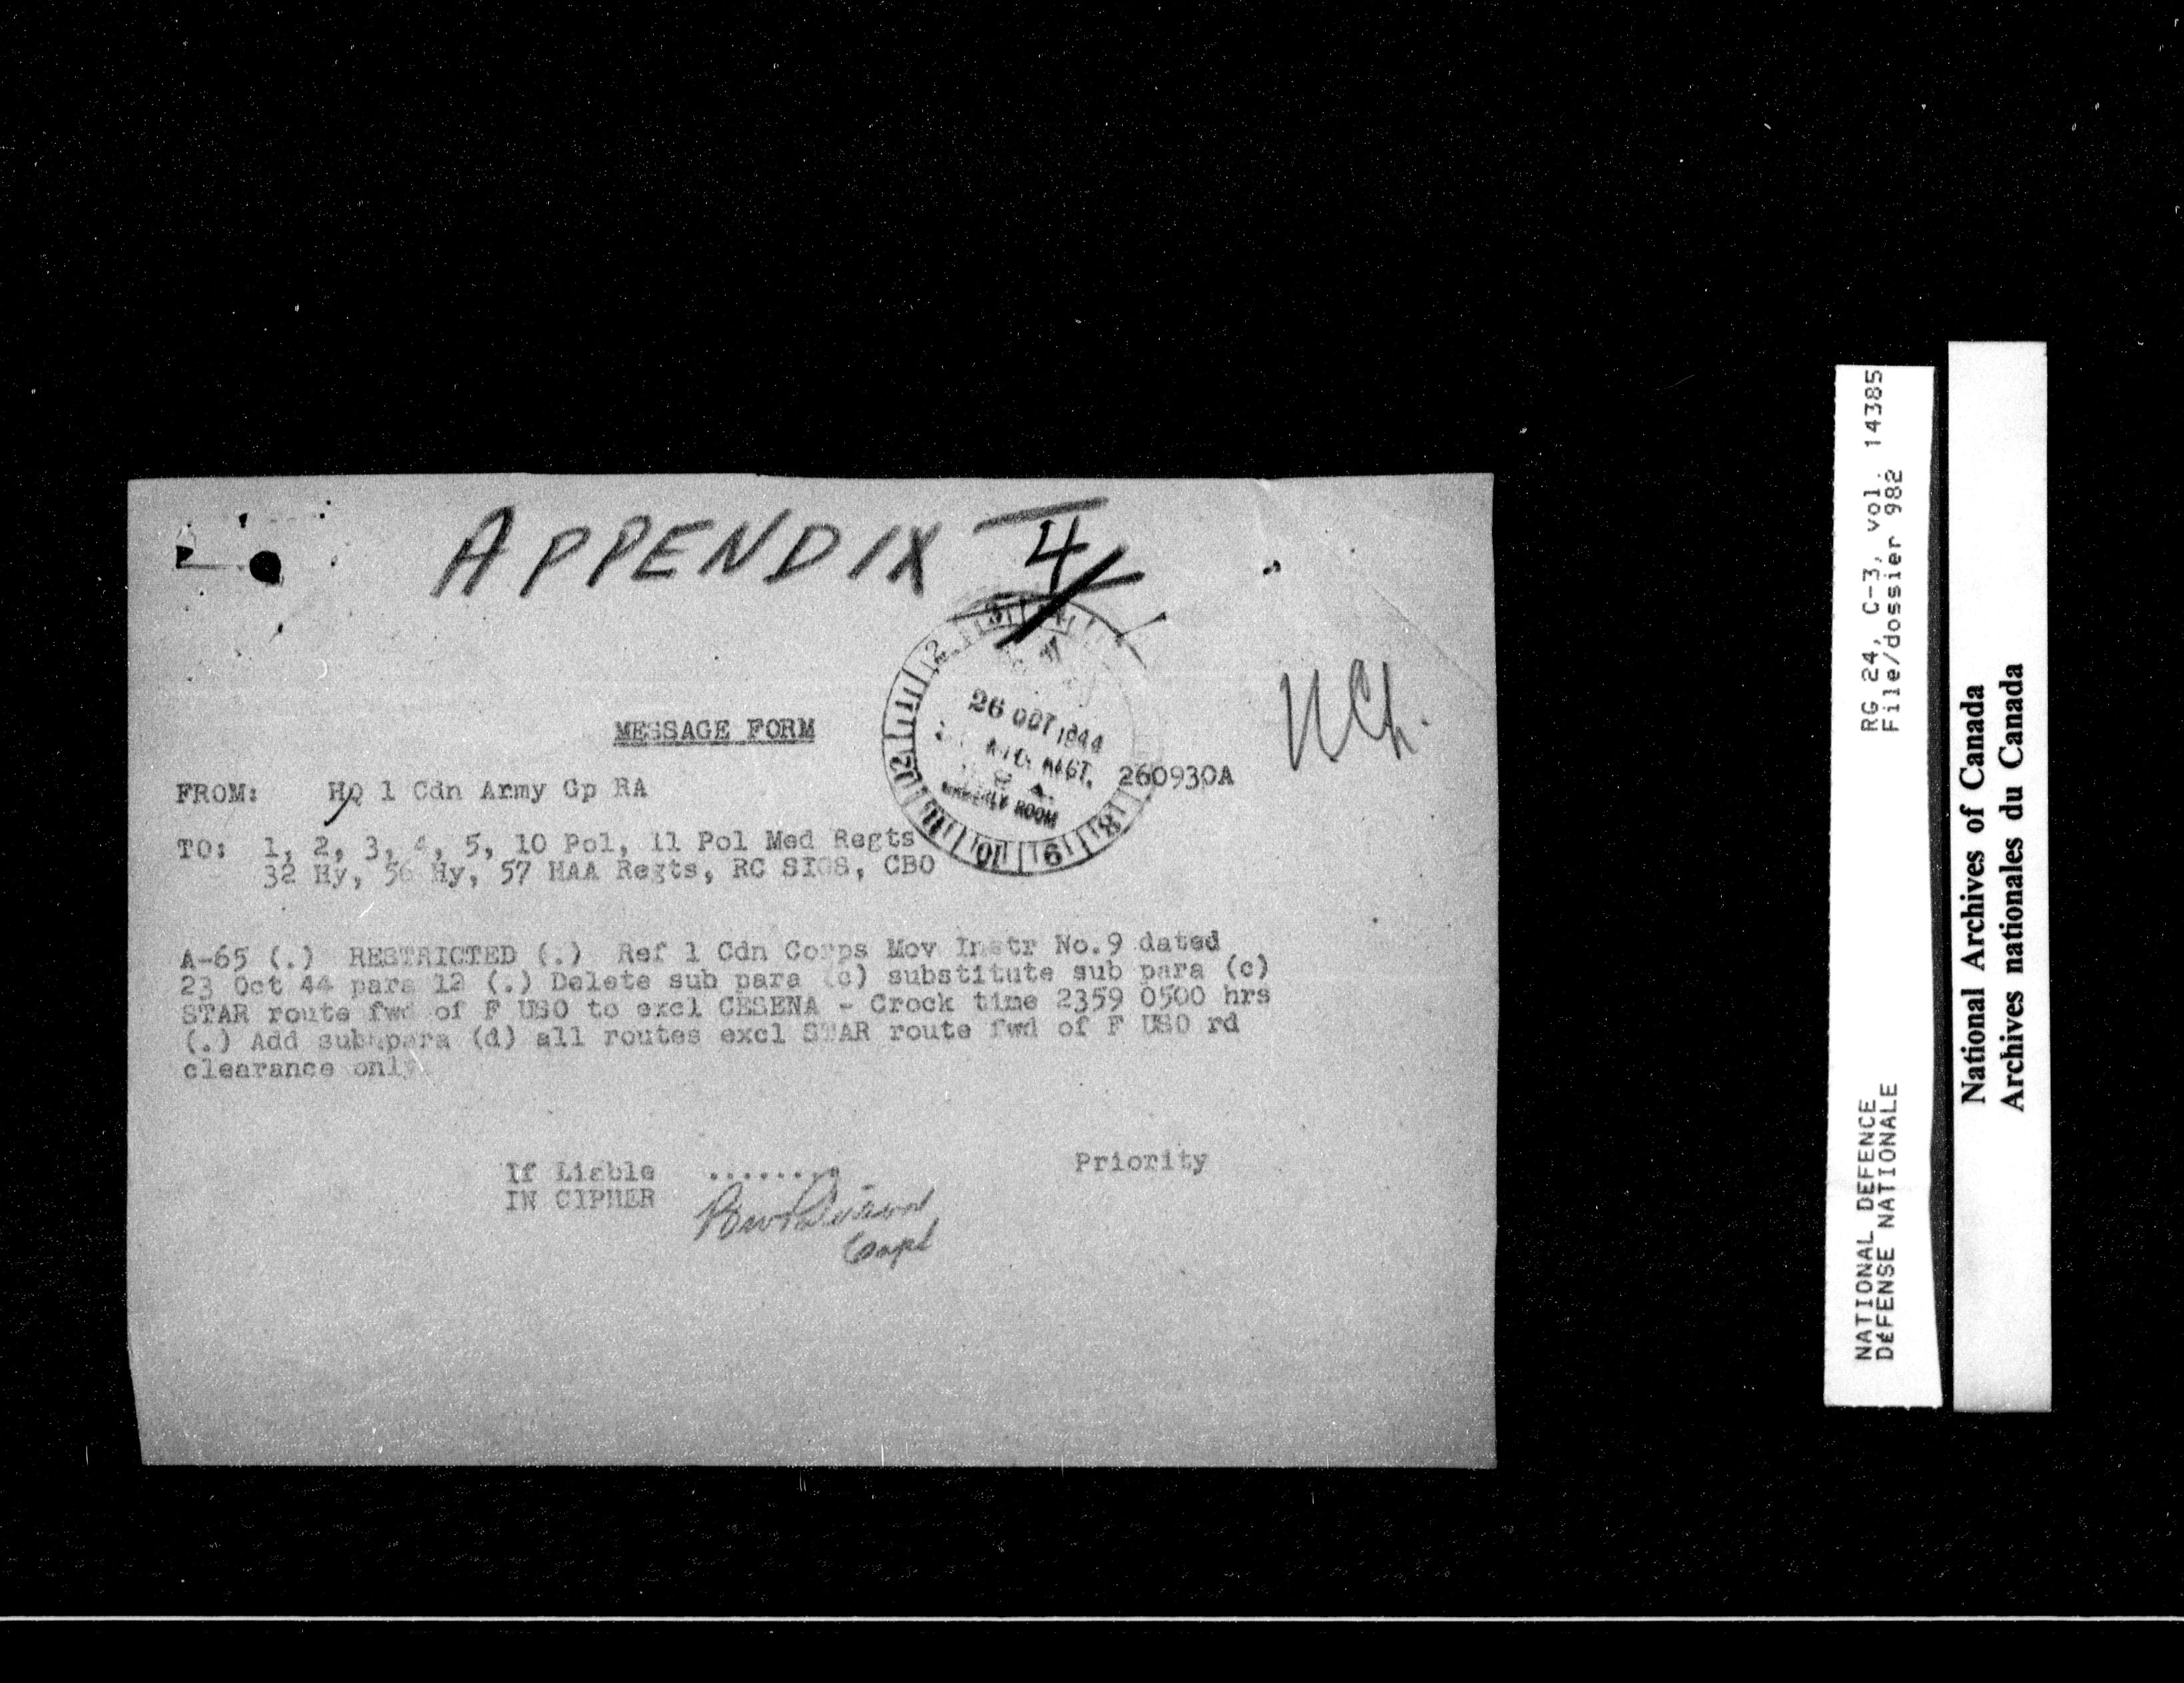 APPENDIX 4
26 OCT 1944
ROOM
NCh.
MESSAGE FORM
260930A
FROM: HQ 1 Cdn Army Gp RA
TO: 1, 2, 3, 4, 5, 10 Pol, 11 Pol Med Regts
32 Hy, 56 Hy, 57 HAA Regts, RC SIGS, CBO
A-65 (.) RESTRICTED (.) Ref 1 Cdn Corps Mov Instr No.9 dated
23 Oct 44 para 12 (.) Delete sub para (c) substitute sub para (c)
STAR route fwd of F USO to excl CESENA - Crock time 2359 0500 hrs
(.) Add sub para (d) all routes excl STAR route fwd of F USO rd
clearance only
If Liable ........
IN CIPHER
Priority
Capt
RG 24, C-3, vol. 14385
File/dossier 982
NATIONAL DEFENCE
DÉFENSE NATIONALE
National Archives of Canada
Archives nationales du Canada